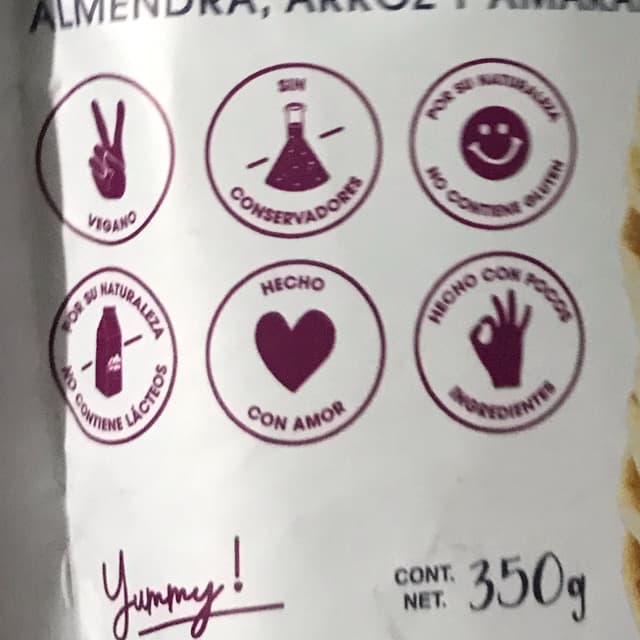 ALMENDRA, ARROZ Y AMARA
VEGANO
SIN
CONSERVADORES
POR SU NATURALEZA
NO CONTIENE GLUTEN
POR SU NATURALEZA
NO CONTIENE LÁCTEOS
HECHO
CON AMOR
HECHO CON POCOS
INGREDIENTES
Yummy!
CONT.
NET. 350g